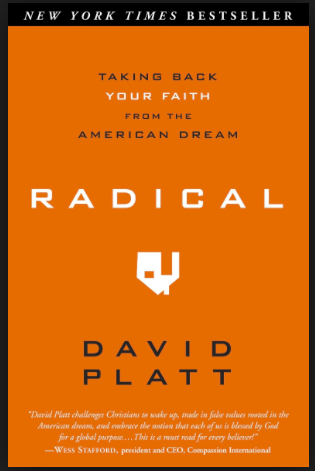 NEW YORK TIMES BESTSELLER
TAKING BACK
YOUR FAITH
FROM THE
AMERICAN DREAM
RADICAL
DAVID
PLATT
"David Platt challenges Christians to wake up, trade in false values rooted in the
American dream, and embrace the notion that each of us is blessed by God
for a global purpose.... This is a must read for every believer!"
—WESS STAFFORD, president and CEO, Compassion International